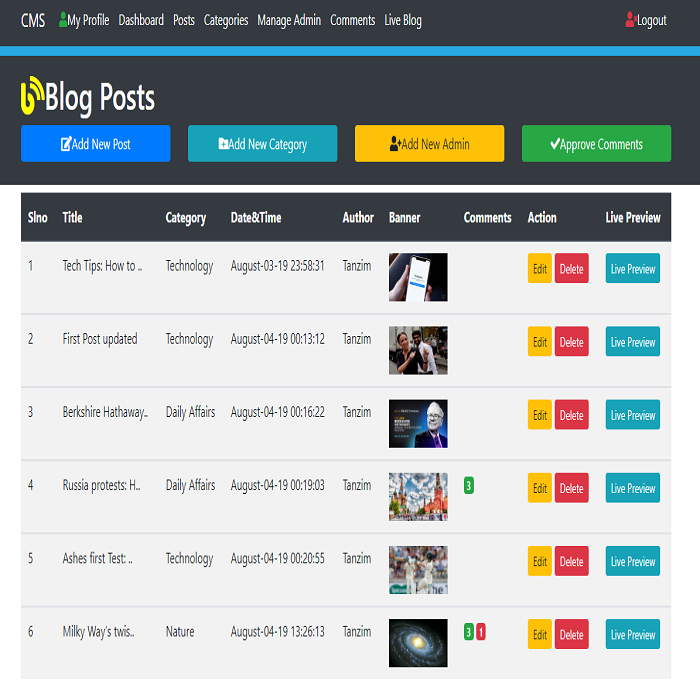 CMS My Profile Dashboard Posts Categories Manage Admin Comments Live Blog Logout
Blog Posts
Add New Post Add New Category Add New Admin Approve Comments
Slno Title Category Date&Time Author Banner Comments Action Live Preview
1 Tech Tips: How to .. Technology August-03-19 23:58:31 Tanzim Edit Delete Live Preview
2 First Post updated Technology August-04-19 00:13:12 Tanzim Edit Delete Live Preview
3 Berkshire Hathaway.. Daily Affairs August-04-19 00:16:22 Tanzim Edit Delete Live Preview
4 Russia protests: H.. Daily Affairs August-04-19 00:19:03 Tanzim 3 Edit Delete Live Preview
5 Ashes first Test: .. Technology August-04-19 00:20:55 Tanzim Edit Delete Live Preview
6 Milky Way's twis.. Nature August-04-19 13:26:13 Tanzim 3 1 Edit Delete Live Preview